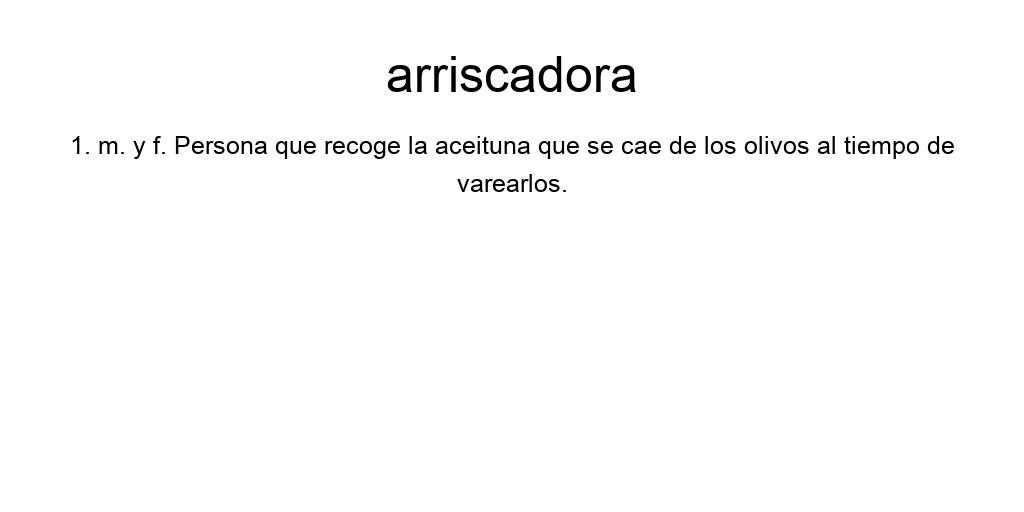 arriscadora
1. m. y f. Persona que recoge la aceituna que se cae de los olivos al tiempo de
varearlos.